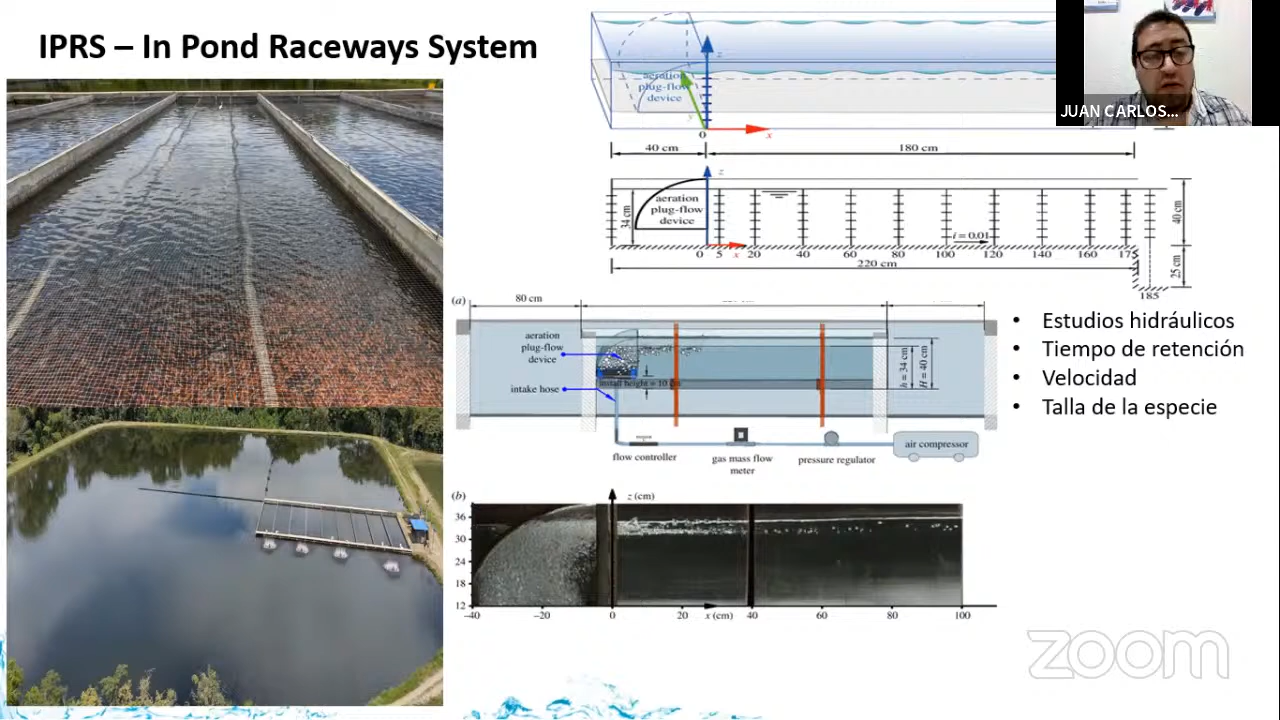 IPRS – In Pond Raceways System
JUAN CARLOS...
z
aeration
plug-flow
device
y
0
x
40 cm
180 cm
z
aeration
plug-flow
device
34 cm
i = 0.01
40 cm
x
0 5 20 40 60 80 100 120 140 160 175
220 cm
25 cm
185
(a)
80 cm
aeration
plug-flow
device
intake hose
h = 34 cm
H = 40 cm
flow controller
gas mass flow
meter
pressure regulator
air compressor
• Estudios hidráulicos
• Tiempo de retención
• Velocidad
• Talla de la especie
(b)
z (cm)
36
30
24
18
12
–40 –20 0 20 x (cm) 40 60 80 100
zoom